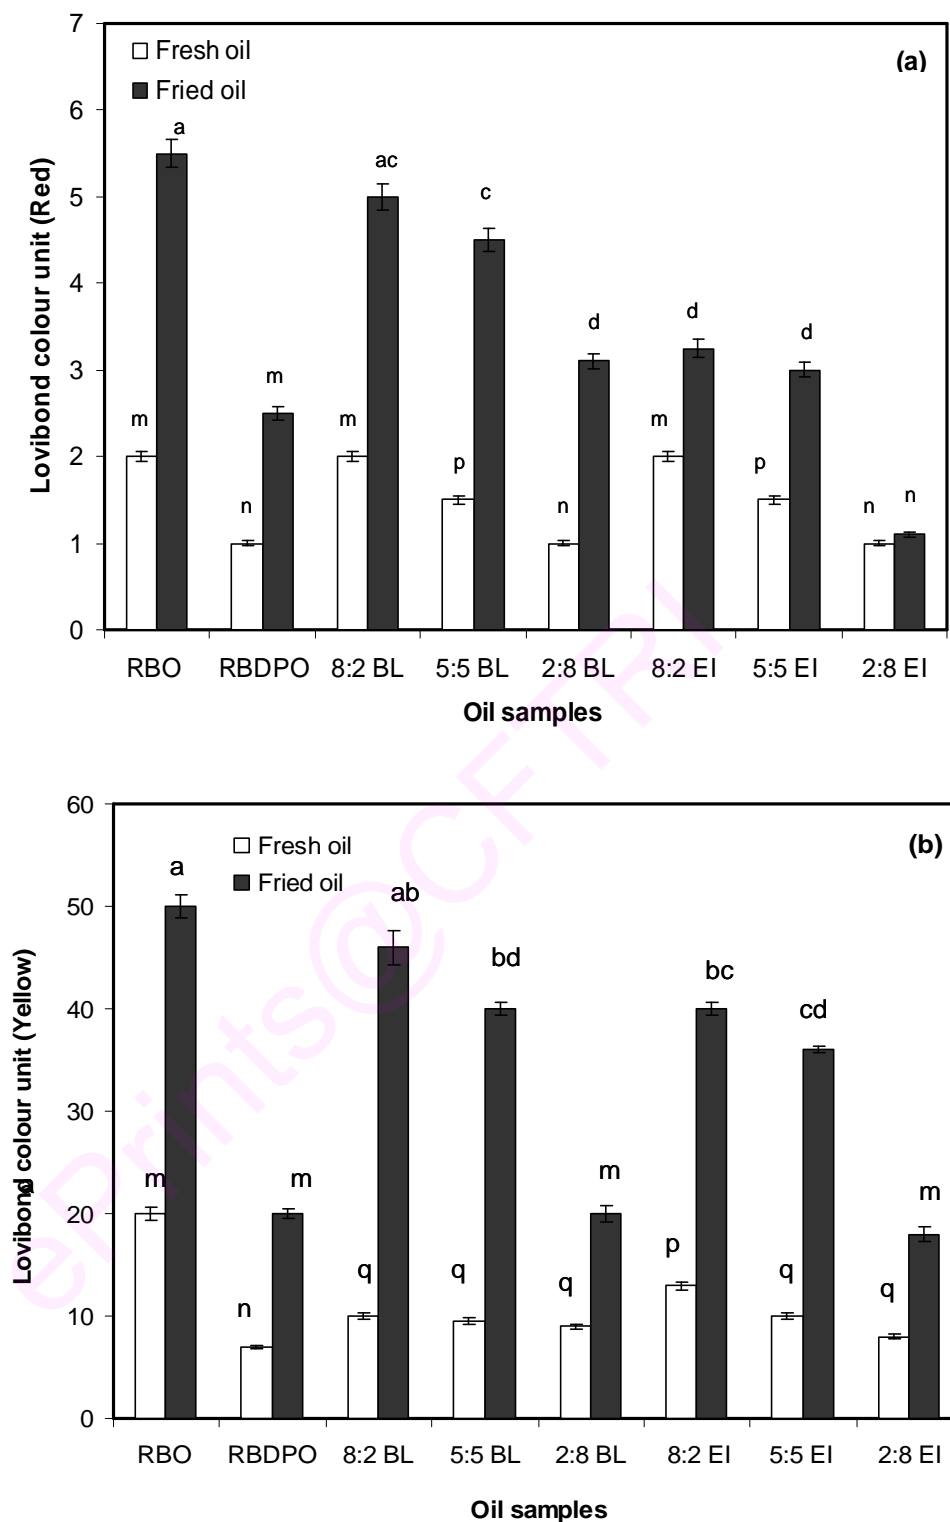 7
6
5
4
3
2
1
0
Lovibond colour unit (Red)
Fresh oil
Fried oil
(a)
a
ac
c
d
d
d
m
m
m
p
m
p
n
n
n
n
RBO RBDPO 8:2 BL 5:5 BL 2:8 BL 8:2 EI 5:5 EI 2:8 EI
Oil samples
60
50
40
30
20
10
0
Lovibond colour unit (Yellow)
a
Fresh oil
Fried oil
(b)
a
ab
bd
bc
cd
m
m
m
m
n
q
q
q
p
q
q
RBO RBDPO 8:2 BL 5:5 BL 2:8 BL 8:2 EI 5:5 EI 2:8 EI
Oil samples
ePrints@CFTRI